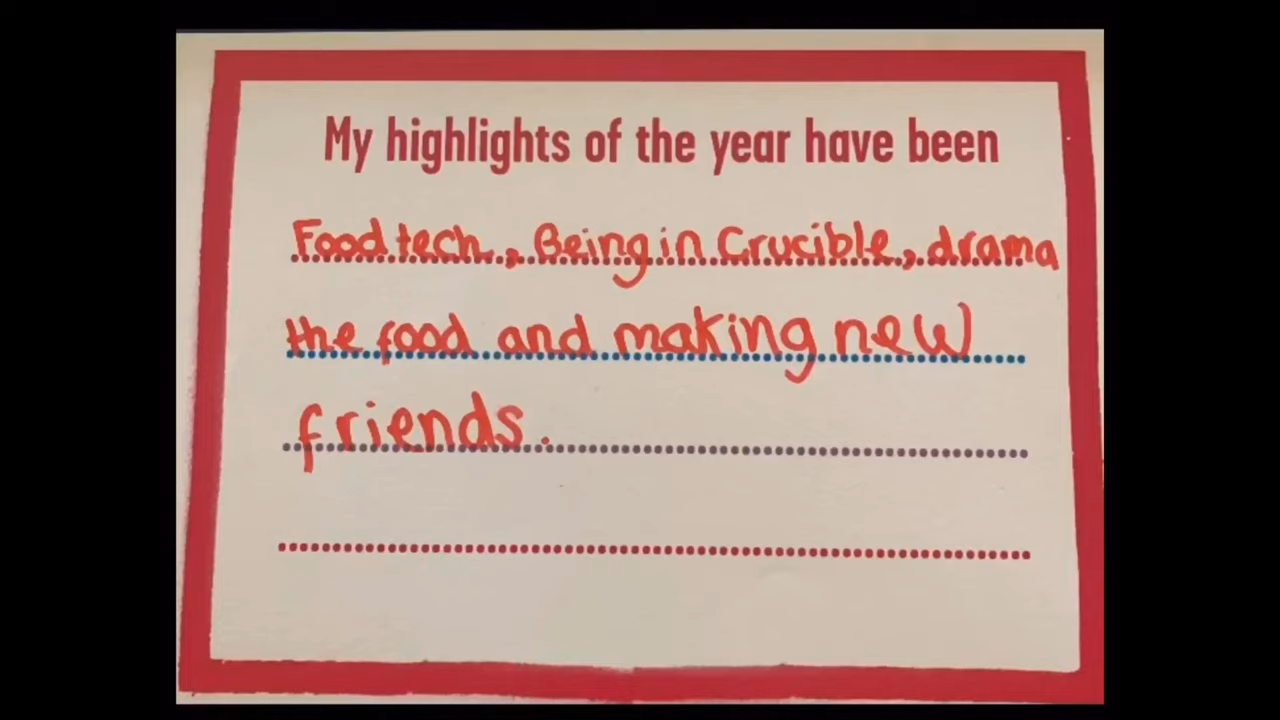 My highlights of the year have been
Food tech, Being in Crucible, drama
the food and making new
friends.